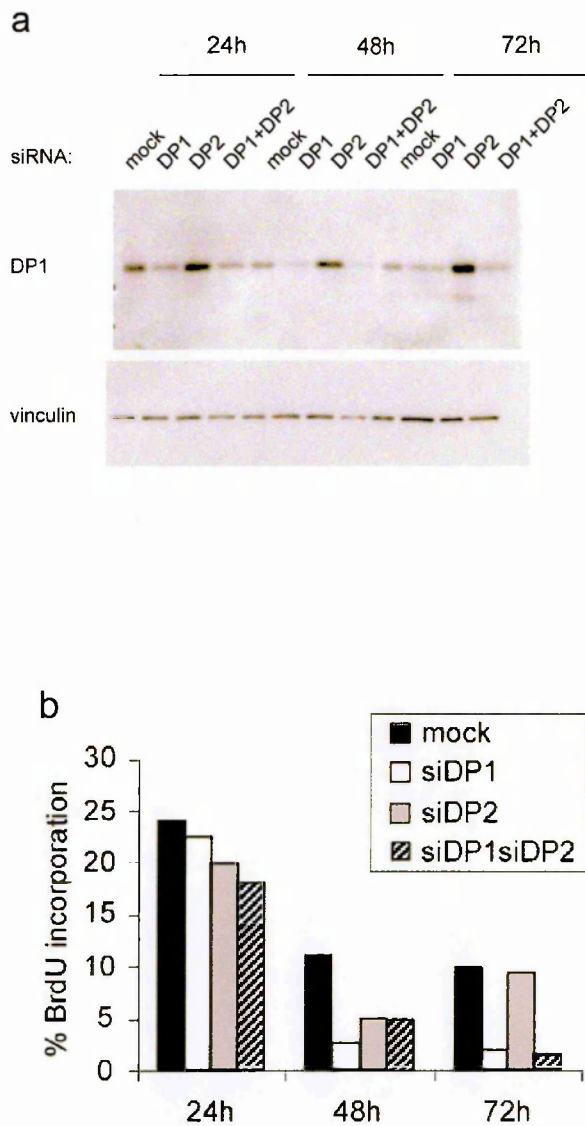 a
24h 48h 72h
siRNA: mock DP1 DP2 DP1+DP2 mock DP1 DP2 DP1+DP2 mock DP1 DP2 DP1+DP2
DP1
vinculin
b
mock
siDP1
siDP2
siDP1siDP2
% BrdU incorporation
30
25
20
15
10
5
0
24h 48h 72h